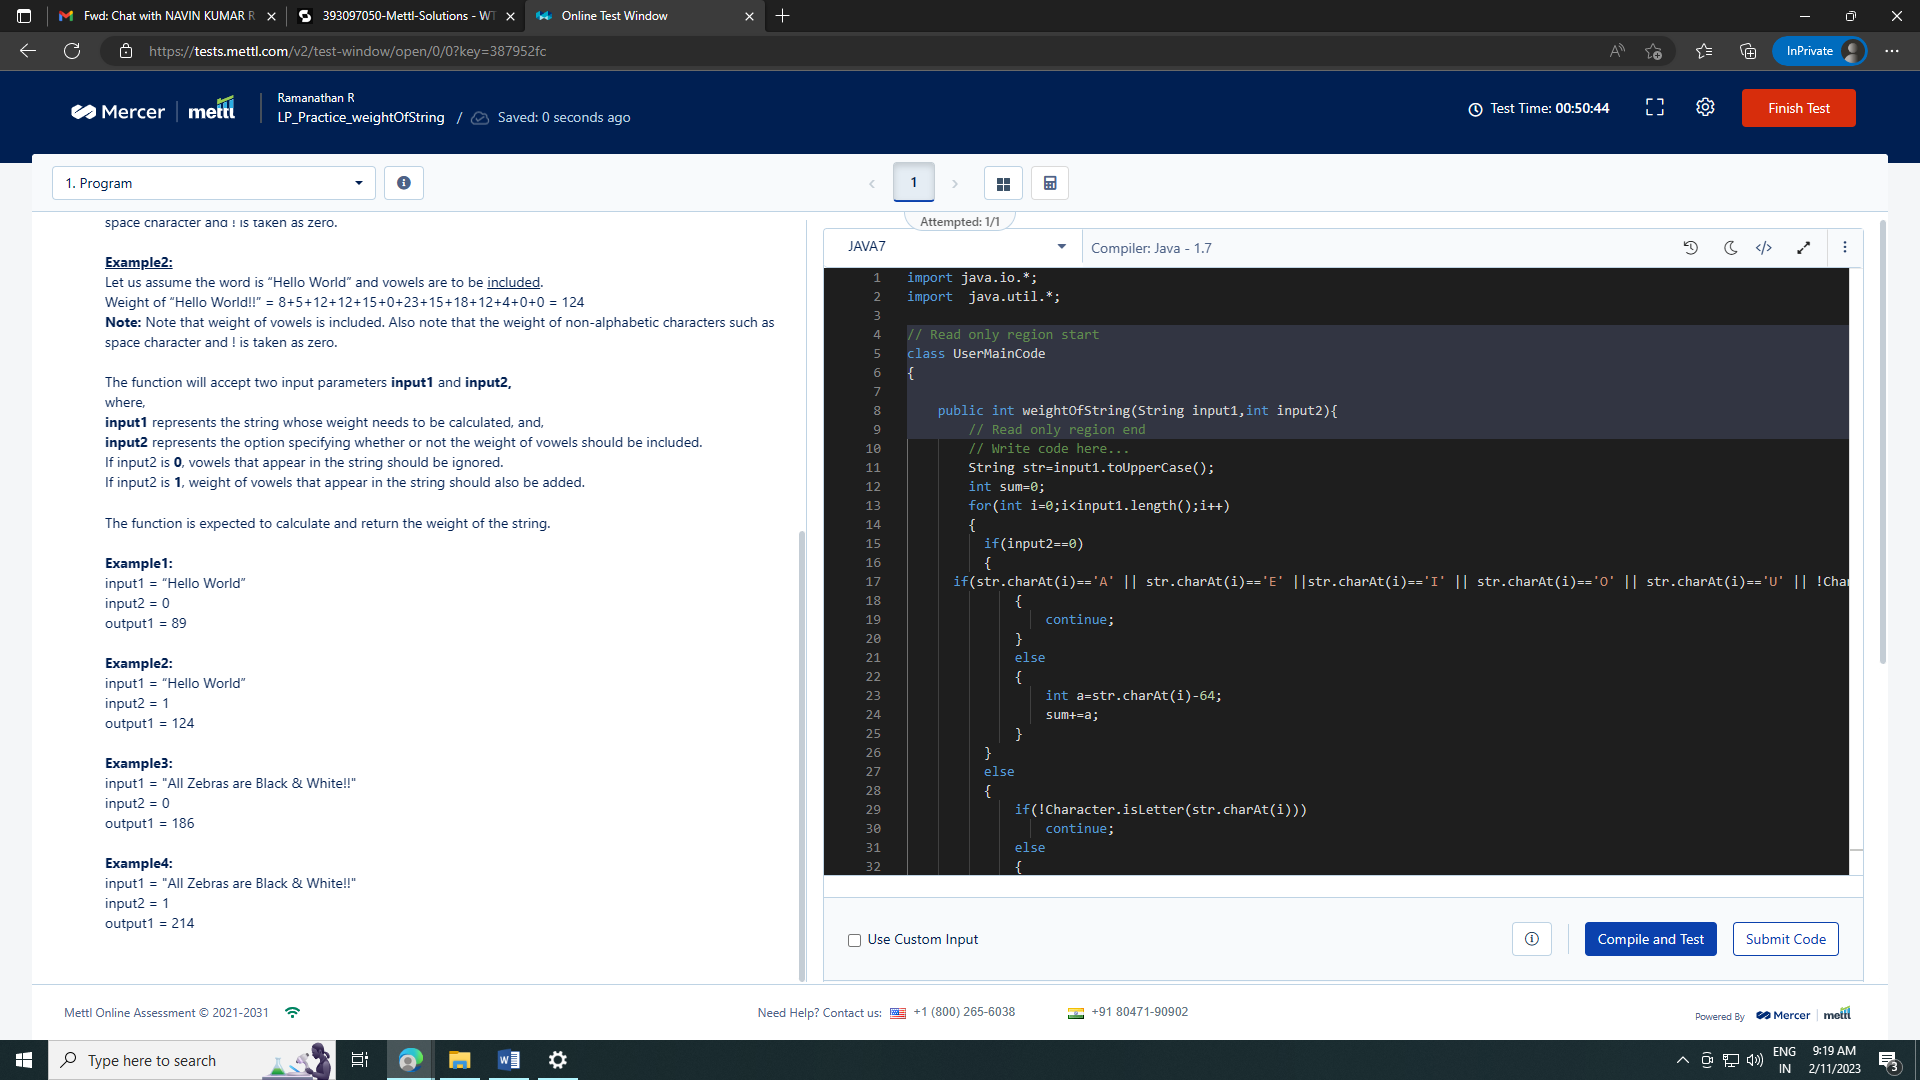 Fwd: Chat with NAVIN KUMAR R
393097050-Mettl-Solutions - WT
Online Test Window
https://tests.mettl.com/v2/test-window/open/0/0?key=387952fc
InPrivate
Mercer | mettl
Ramanathan R
LP_Practice_weightOfString / Saved: 0 seconds ago
Test Time: 00:50:44
Finish Test
1. Program
1
Attempted: 1/1
space character and ! is taken as zero.
Example2:
Let us assume the word is “Hello World” and vowels are to be included.
Weight of “Hello World!!” = 8+5+12+12+15+0+23+15+18+12+4+0+0 = 124
Note: Note that weight of vowels is included. Also note that the weight of non-alphabetic characters such as
space character and ! is taken as zero.
The function will accept two input parameters input1 and input2,
where,
input1 represents the string whose weight needs to be calculated, and,
input2 represents the option specifying whether or not the weight of vowels should be included.
If input2 is 0, vowels that appear in the string should be ignored.
If input2 is 1, weight of vowels that appear in the string should also be added.
The function is expected to calculate and return the weight of the string.
Example1:
input1 = “Hello World”
input2 = 0
output1 = 89
Example2:
input1 = “Hello World”
input2 = 1
output1 = 124
Example3:
input1 = "All Zebras are Black & White!!"
input2 = 0
output1 = 186
Example4:
input1 = "All Zebras are Black & White!!"
input2 = 1
output1 = 214
JAVA7
Compiler: Java - 1.7
1 import java.io.*;
2 import  java.util.*;
3
4 // Read only region start
5 class UserMainCode
6 {
7
8 public int weightOfString(String input1,int input2){
9 // Read only region end
10 // Write code here...
11 String str=input1.toUpperCase();
12 int sum=0;
13 for(int i=0;i<input1.length();i++)
14 {
15 if(input2==0)
16 {
17 if(str.charAt(i)=='A' || str.charAt(i)=='E' ||str.charAt(i)=='I' || str.charAt(i)=='O' || str.charAt(i)=='U' || !Cha
18 {
19 continue;
20 }
21 else
22 {
23 int a=str.charAt(i)-64;
24 sum+=a;
25 }
26 }
27 else
28 {
29 if(!Character.isLetter(str.charAt(i)))
30 continue;
31 else
32 {
Use Custom Input
Compile and Test
Submit Code
Mettl Online Assessment © 2021-2031
Need Help? Contact us: +1 (800) 265-6038
+91 80471-90902
Powered By Mercer | mettl
Type here to search
ENG
IN
9:19 AM
2/11/2023
3